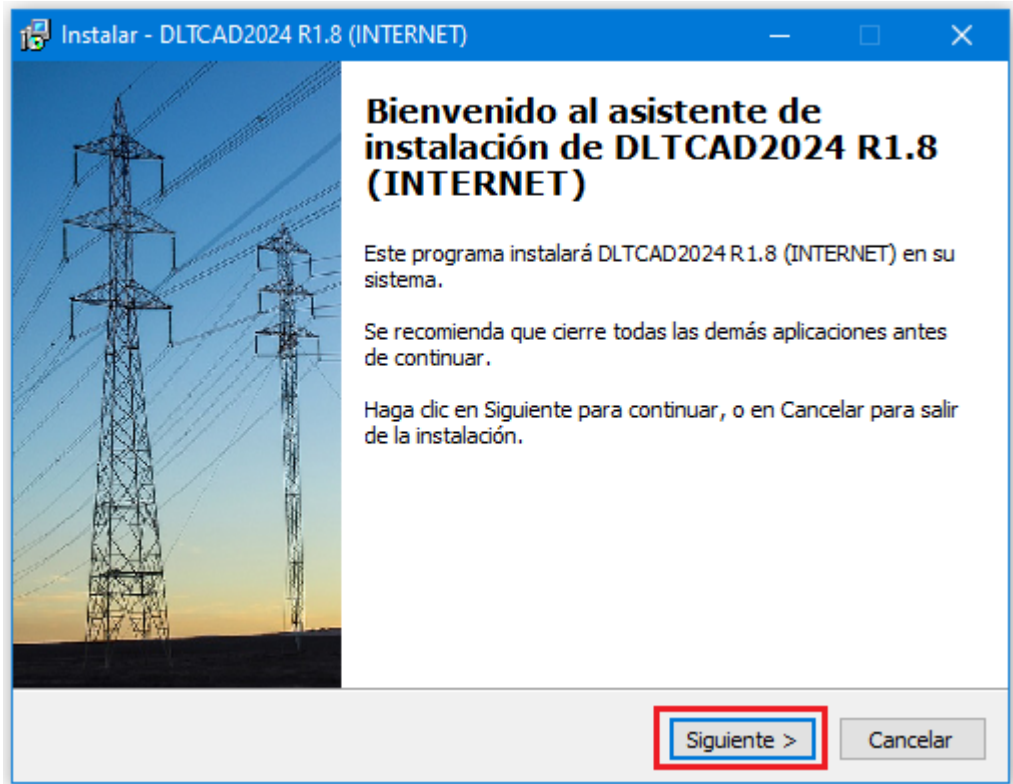 Instalar - DLTCAD2024 R1.8 (INTERNET)
Bienvenido al asistente de
instalación de DLTCAD2024 R1.8
(INTERNET)
Este programa instalará DLTCAD2024 R1.8 (INTERNET) en su
sistema.
Se recomienda que cierre todas las demás aplicaciones antes
de continuar.
Haga clic en Siguiente para continuar, o en Cancelar para salir
de la instalación.
Siguiente >
Cancelar